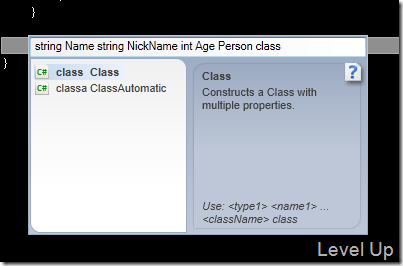 }
string Name string NickName int Age Person class
}
C# class Class
C# classa ClassAutomatic
Class
?
Constructs a Class with
multiple properties.
Use: <type1> <name1> ...
<className> class
Level Up